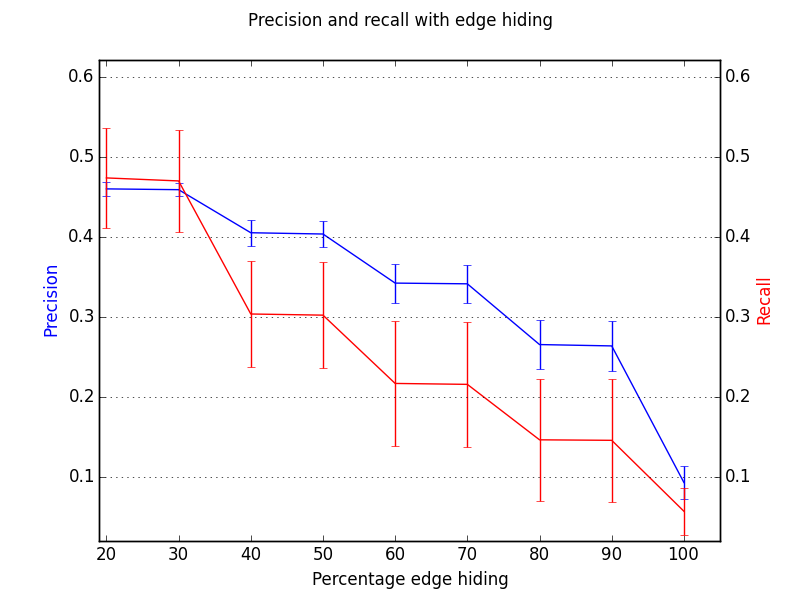 Precision and recall with edge hiding
0.6
0.5
0.4
0.3
0.2
0.1
Precision
0.6
0.5
0.4
0.3
0.2
0.1
Recall
20 30 40 50 60 70 80 90 100
Percentage edge hiding